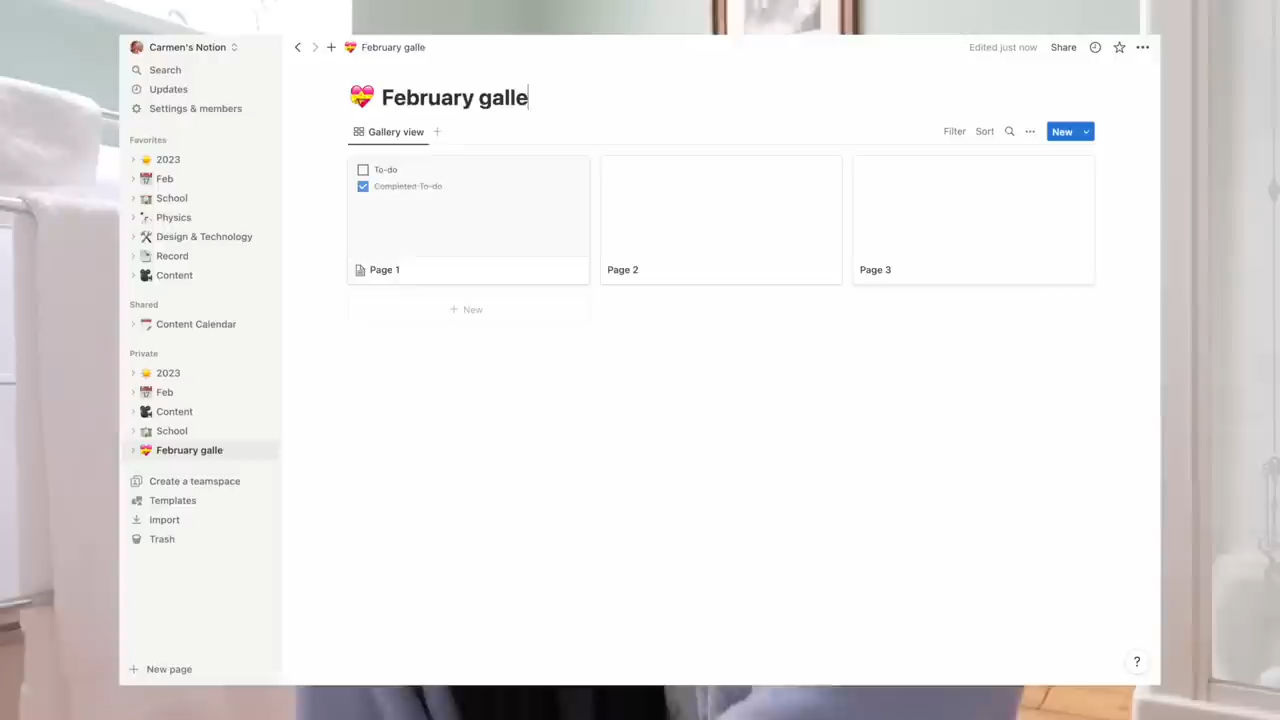 Carmen's Notion
February galle
Edited just now
Share
Search
Updates
Settings & members
Favorites
2023
Feb
School
Physics
Design & Technology
Record
Content
Shared
Content Calendar
Private
2023
Feb
Content
School
February galle
Create a teamspace
Templates
Import
Trash
New page
February galle
Gallery view
Filter
Sort
New
To-do
Completed To-do
Page 1
Page 2
Page 3
+ New
?